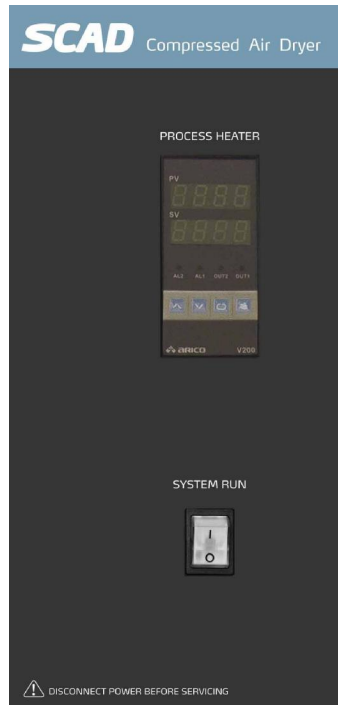 SCAD Compressed Air Dryer
PROCESS HEATER
PV
SV
AL2 AL1 OUT2 OUT1
ARICO V200
SYSTEM RUN
I
O
DISCONNECT POWER BEFORE SERVICING